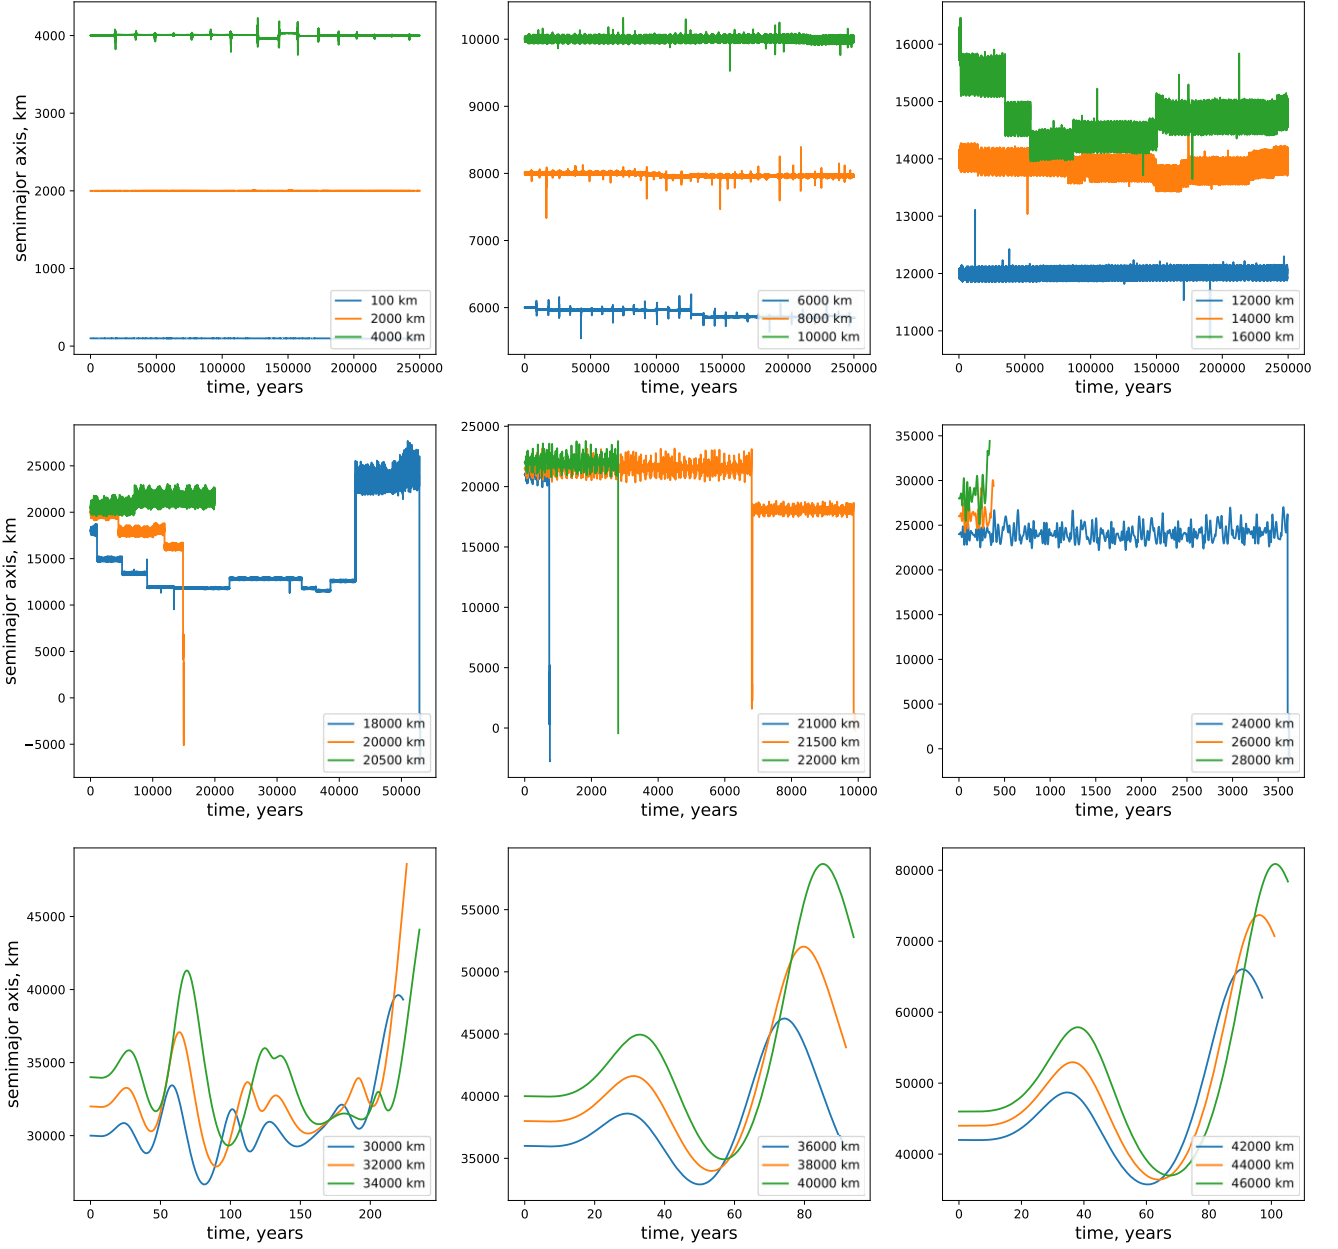 4000
3000
2000
1000
0
semimajor axis, km
100 km
2000 km
4000 km
0 50000 100000 150000 200000 250000
time, years
10000
9000
8000
7000
6000
6000 km
8000 km
10000 km
0 50000 100000 150000 200000 250000
time, years
16000
15000
14000
13000
12000
11000
12000 km
14000 km
16000 km
0 50000 100000 150000 200000 250000
time, years
25000
20000
15000
10000
5000
0
−5000
semimajor axis, km
18000 km
20000 km
20500 km
0 10000 20000 30000 40000 50000
time, years
25000
20000
15000
10000
5000
0
21000 km
21500 km
22000 km
0 2000 4000 6000 8000 10000
time, years
35000
30000
25000
20000
15000
10000
5000
0
24000 km
26000 km
28000 km
0 500 1000 1500 2000 2500 3000 3500
time, years
45000
40000
35000
30000
semimajor axis, km
30000 km
32000 km
34000 km
0 50 100 150 200
time, years
55000
50000
45000
40000
35000
36000 km
38000 km
40000 km
0 20 40 60 80
time, years
80000
70000
60000
50000
40000
42000 km
44000 km
46000 km
0 20 40 60 80 100
time, years